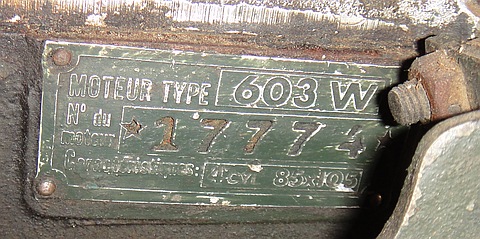 MOTEUR TYPE 603 W
N° du
moteur ★17774★
Caractéristiques: 4 cyl 85x105